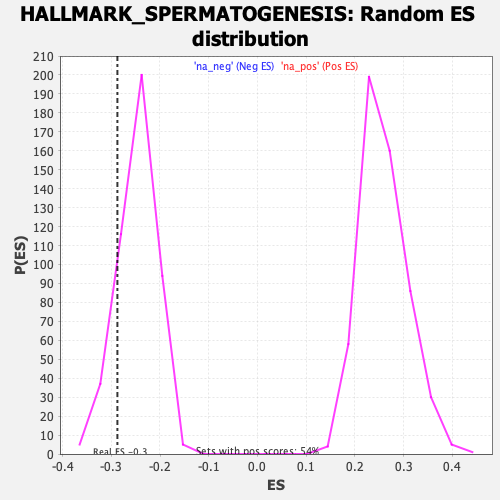 HALLMARK_SPERMATOGENESIS: Random ES
distribution
'na_neg' (Neg ES) 'na_pos' (Pos ES)
210
200
190
180
170
160
150
140
130
120
110
100
90
80
70
60
50
40
30
20
10
0
P(ES)
Real ES -0.3
Sets with pos scores: 54%
-0.4 -0.3 -0.2 -0.1 0.0 0.1 0.2 0.3 0.4
ES